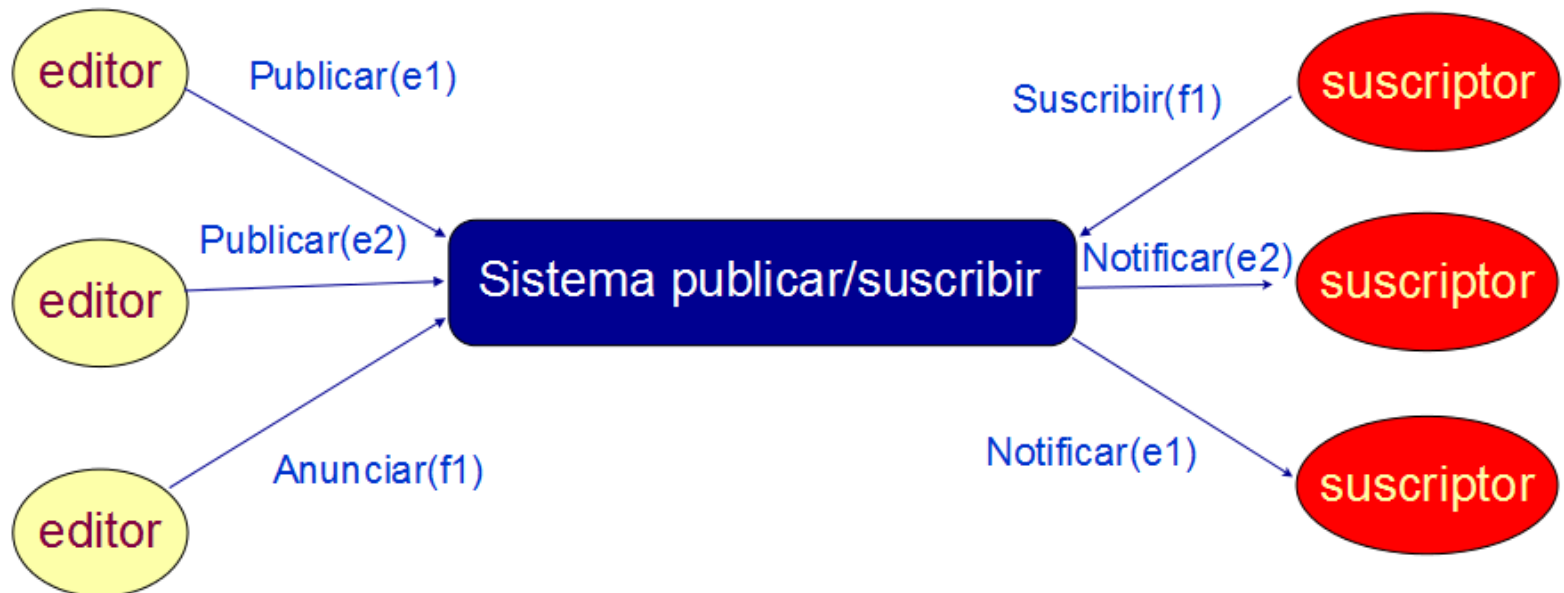 editor
Publicar(e1)
Suscribir(f1)
suscriptor
editor
Publicar(e2)
Sistema publicar/suscribir
Notificar(e2)
suscriptor
editor
Anunciar(f1)
Notificar(e1)
suscriptor